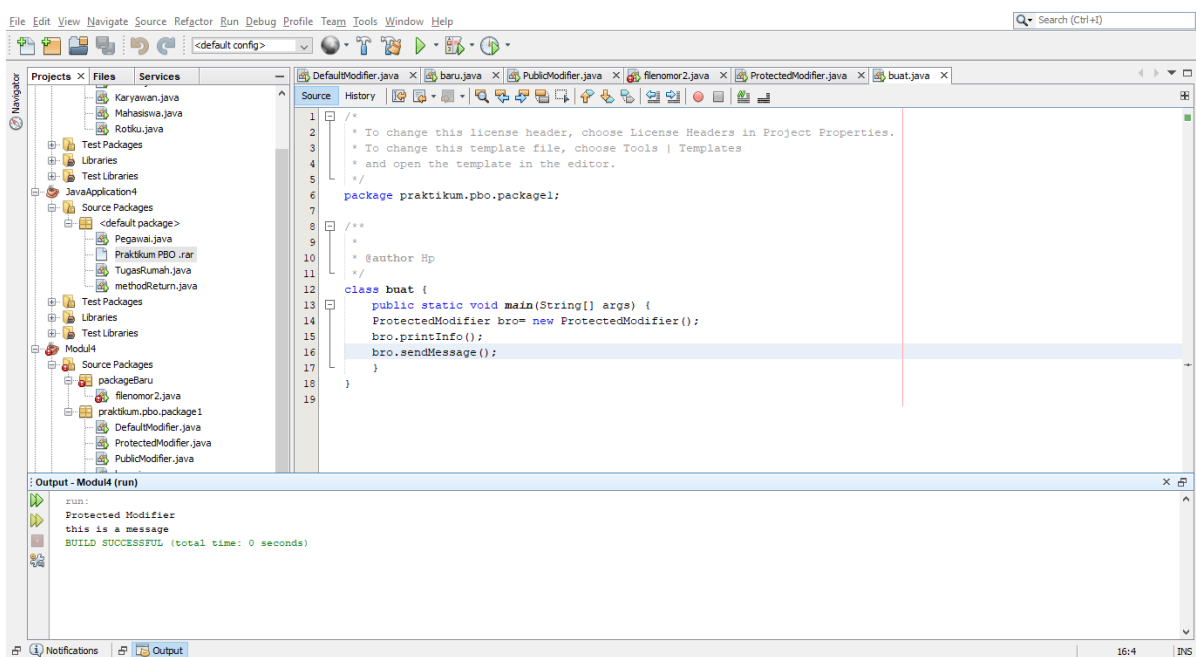 File Edit View Navigate Source Refactor Run Debug Profile Team Tools Window Help
Search (Ctrl+I)
<default config>
Projects Files Services
Navigator
Karyawan.java
Mahasiswa.java
Rotiku.java
Test Packages
Libraries
Test Libraries
JavaApplication4
Source Packages
<default package>
Pegawai.java
Praktikum PBO .rar
TugasRumah.java
methodReturn.java
Test Packages
Libraries
Test Libraries
Modul4
Source Packages
packageBaru
filenomor2.java
praktikum.pbo.package1
DefaultModifier.java
ProtectedModifier.java
PublicModifier.java
DefaultModifier.java baru.java PublicModifier.java filenomor2.java ProtectedModifier.java buat.java
Source History
1 /*
2 * To change this license header, choose License Headers in Project Properties.
3 * To change this template file, choose Tools | Templates
4 * and open the template in the editor.
5 */
6 package praktikum.pbo.package1;
7
8 /**
9 *
10 * @author Hp
11 */
12 class buat {
13 public static void main(String[] args) {
14 ProtectedModifier bro= new ProtectedModifier();
15 bro.printInfo();
16 bro.sendMessage();
17 }
18 }
19
Output - Modul4 (run)
run:
Protected Modifier
this is a message
BUILD SUCCESSFUL (total time: 0 seconds)
Notifications Output
16:4 INS